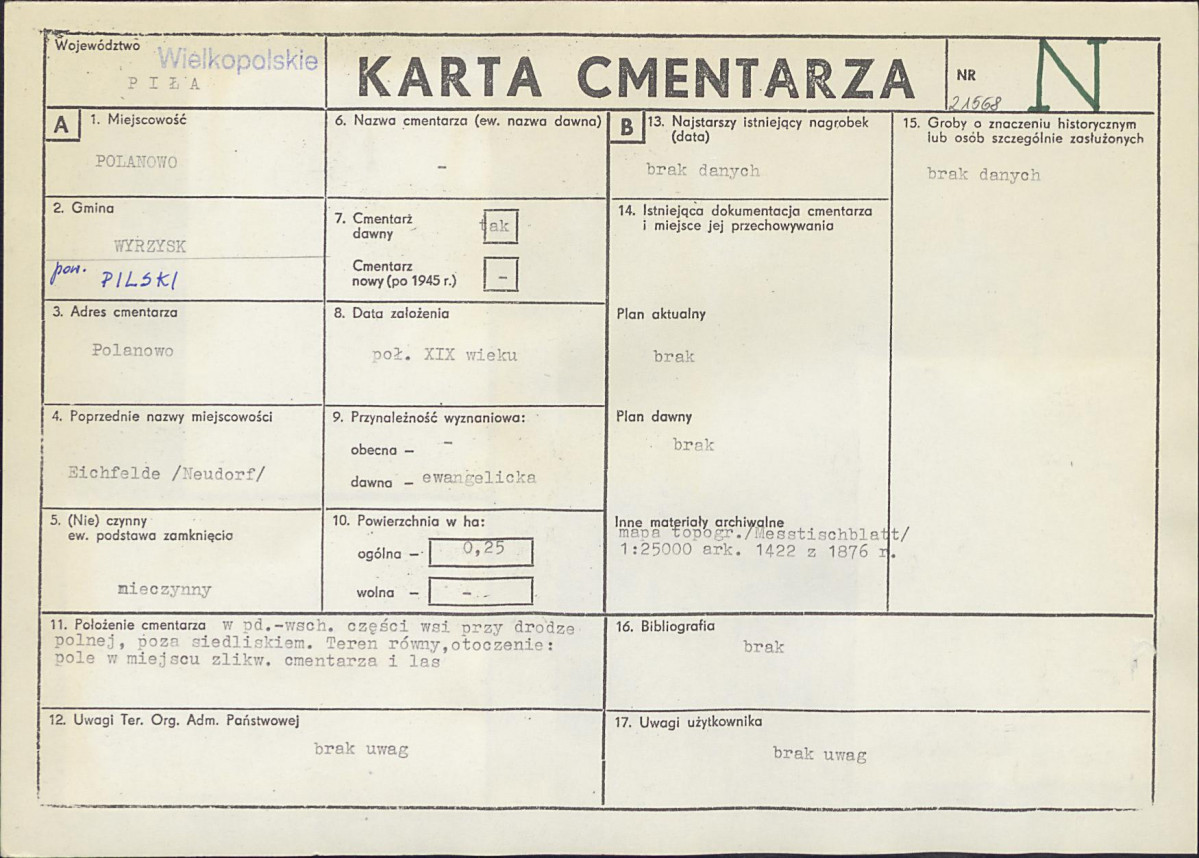 Województwo
Wielkopolskie
PIŁA
KARTA CMENTARZA
NR
21568
N
A
1. Miejscowość
POLANOWO
2. Gmina
WYRZYSK
pow. PILSKI
3. Adres cmentarza
Polanowo
4. Poprzednie nazwy miejscowości
Eichfelde /Neudorf/
5. (Nie) czynny
ew. podstawa zamknięcia
nieczynny
6. Nazwa cmentarza (ew. nazwa dawna)
-
7. Cmentarz
dawny
tak
Cmentarz
nowy (po 1945 r.)
-
8. Data założenia
poł. XIX wieku
9. Przynależność wyznaniowa:
obecna – -
dawna – ewangelicka
10. Powierzchnia w ha:
ogólna – 0,25
wolna – -
11. Położenie cmentarza w pd.-wsch. części wsi przy drodze
polnej, poza siedliskiem. Teren równy,otoczenie:
pole w miejscu zlikw. cmentarza i las
12. Uwagi Ter. Org. Adm. Państwowej
brak uwag
B
13. Najstarszy istniejący nagrobek
(data)
brak danych
14. Istniejąca dokumentacja cmentarza
i miejsce jej przechowywania
Plan aktualny
brak
Plan dawny
brak
Inne materiały archiwalne
mapa topogr./Messtischblatt/
1:25000 ark. 1422 z 1876 r.
15. Groby o znaczeniu historycznym
lub osób szczególnie zasłużonych
brak danych
16. Bibliografia
brak
17. Uwagi użytkownika
brak uwag